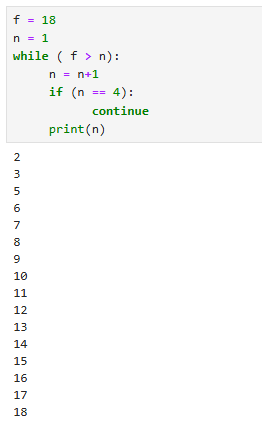 f = 18
n = 1
while ( f > n):
     n = n+1
     if (n == 4):
           continue
     print(n)
2
3
5
6
7
8
9
10
11
12
13
14
15
16
17
18